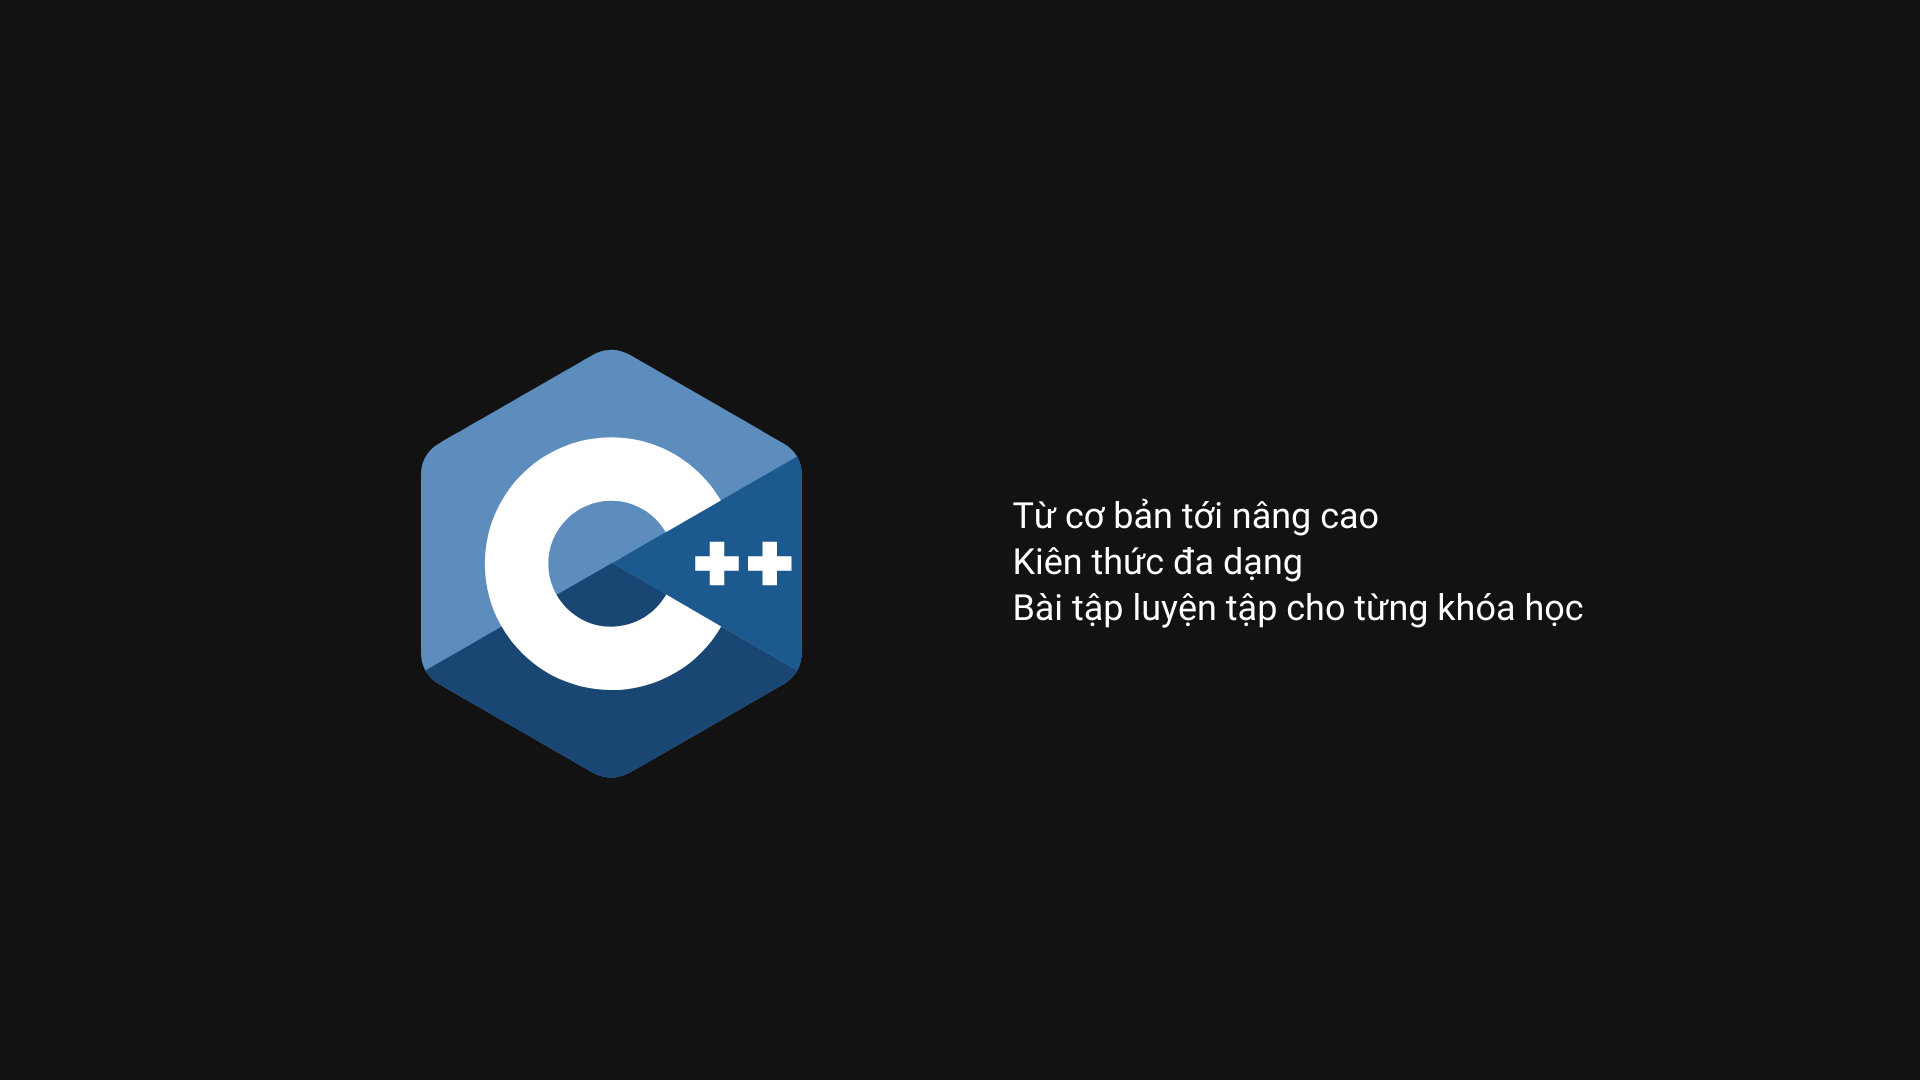 C++
Từ cơ bản tới nâng cao
Kiên thức đa dạng
Bài tập luyện tập cho từng khóa học